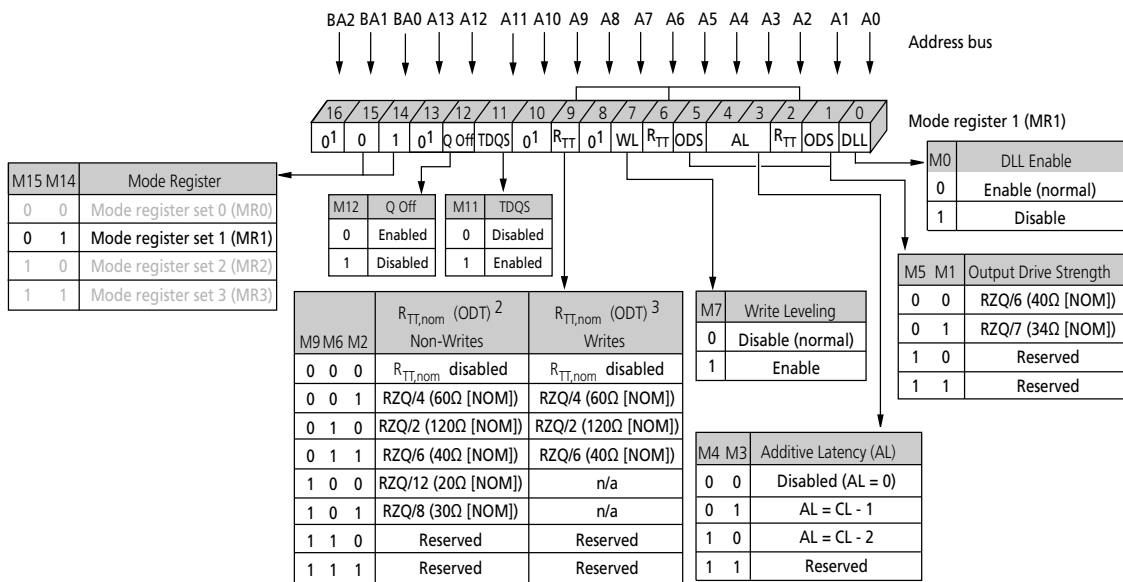 BA2 BA1 BA0 A13 A12 A11 A10 A9 A8 A7 A6 A5 A4 A3 A2 A1 A0
Address bus
16 15 14 13 12 11 10 9 8 7 6 5 4 3 2 1 0
Mode register 1 (MR1)
0¹ 0 1 0¹ Q Off TDQS 0¹ RTT 0¹ WL RTT ODS AL RTT ODS DLL
M15 M14 Mode Register
0 0 Mode register set 0 (MR0)
0 1 Mode register set 1 (MR1)
1 0 Mode register set 2 (MR2)
1 1 Mode register set 3 (MR3)
M12 Q Off
0 Enabled
1 Disabled
M11 TDQS
0 Disabled
1 Enabled
M0 DLL Enable
0 Enable (normal)
1 Disable
M5 M1 Output Drive Strength
0 0 RZQ/6 (40Ω [NOM])
0 1 RZQ/7 (34Ω [NOM])
1 0 Reserved
1 1 Reserved
M9 M6 M2 RTT,nom (ODT) 2 Non-Writes RTT,nom (ODT) 3 Writes
0 0 0 RTT,nom disabled RTT,nom disabled
0 0 1 RZQ/4 (60Ω [NOM]) RZQ/4 (60Ω [NOM])
0 1 0 RZQ/2 (120Ω [NOM]) RZQ/2 (120Ω [NOM])
0 1 1 RZQ/6 (40Ω [NOM]) RZQ/6 (40Ω [NOM])
1 0 0 RZQ/12 (20Ω [NOM]) n/a
1 0 1 RZQ/8 (30Ω [NOM]) n/a
1 1 0 Reserved Reserved
1 1 1 Reserved Reserved
M7 Write Leveling
0 Disable (normal)
1 Enable
M4 M3 Additive Latency (AL)
0 0 Disabled (AL = 0)
0 1 AL = CL - 1
1 0 AL = CL - 2
1 1 Reserved